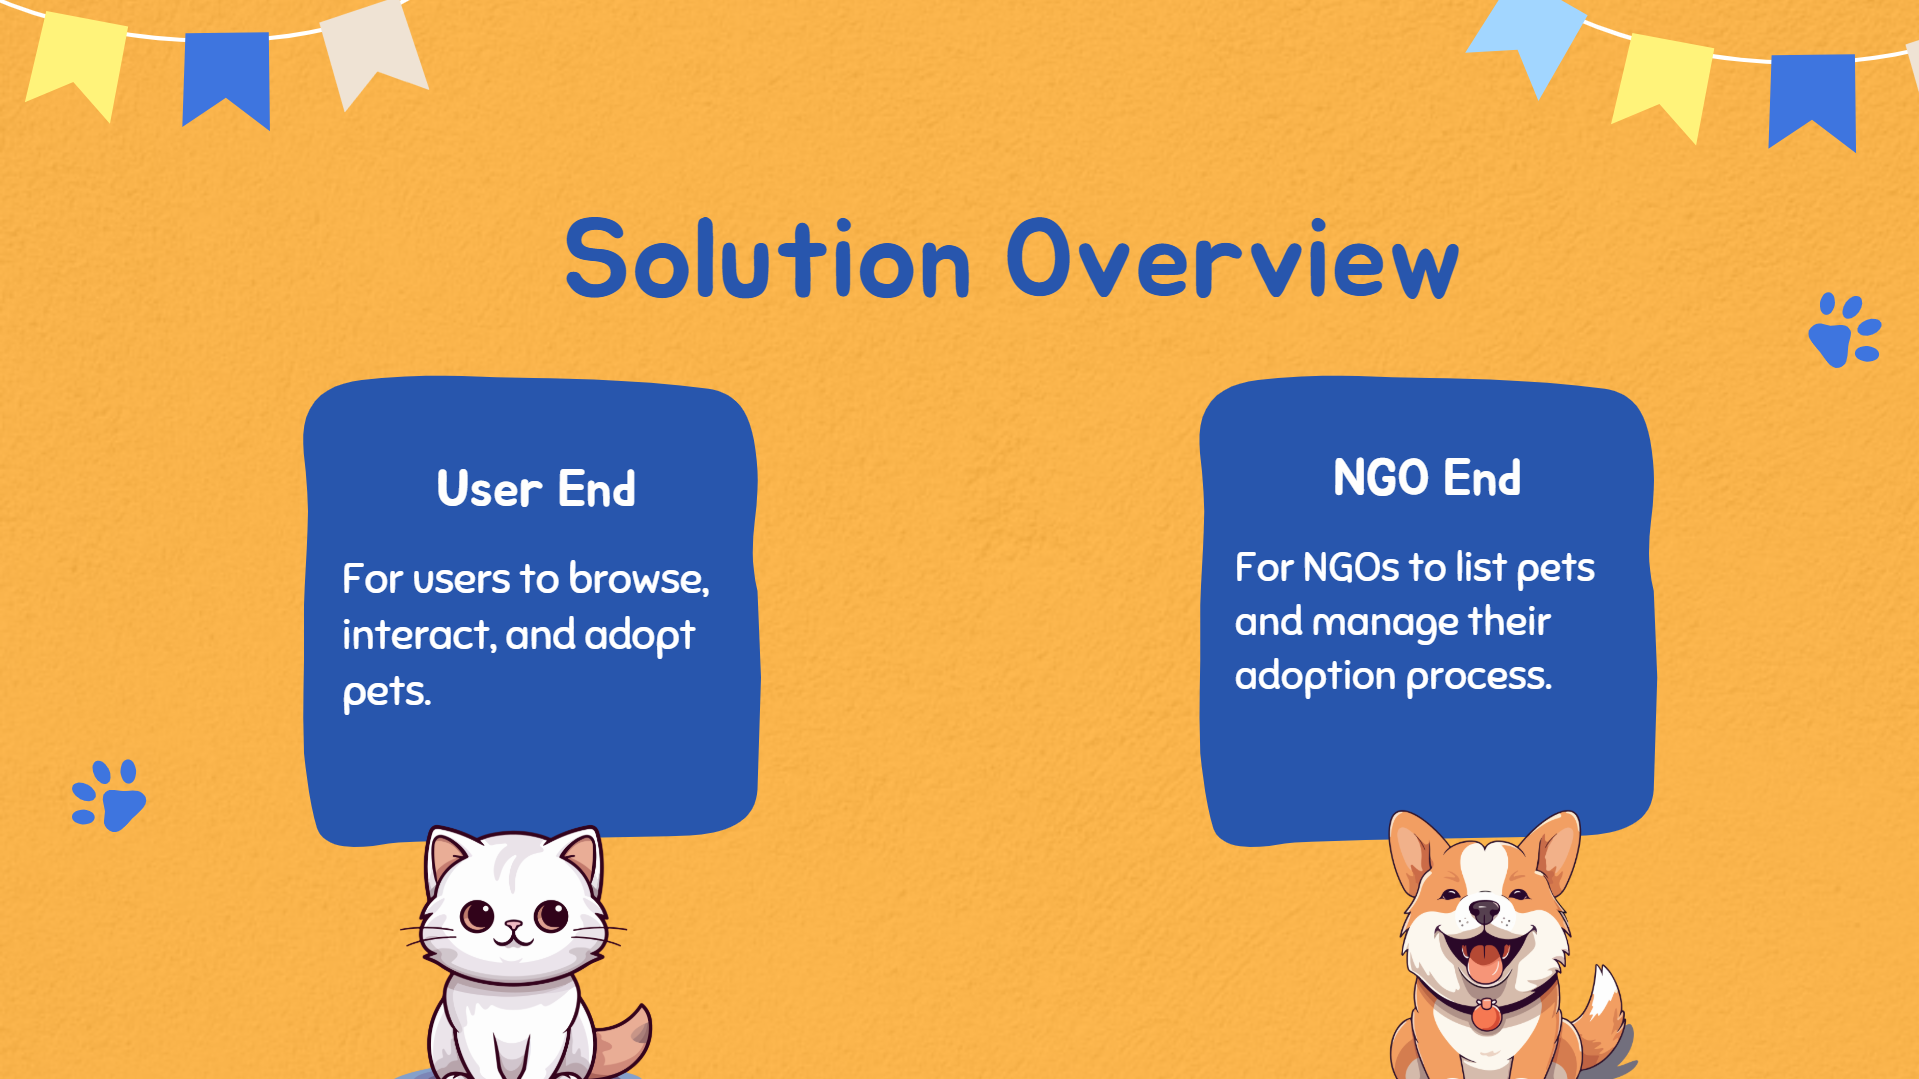 Solution Overview
User End
For users to browse,
interact, and adopt
pets.
NGO End
For NGOs to list pets
and manage their
adoption process.